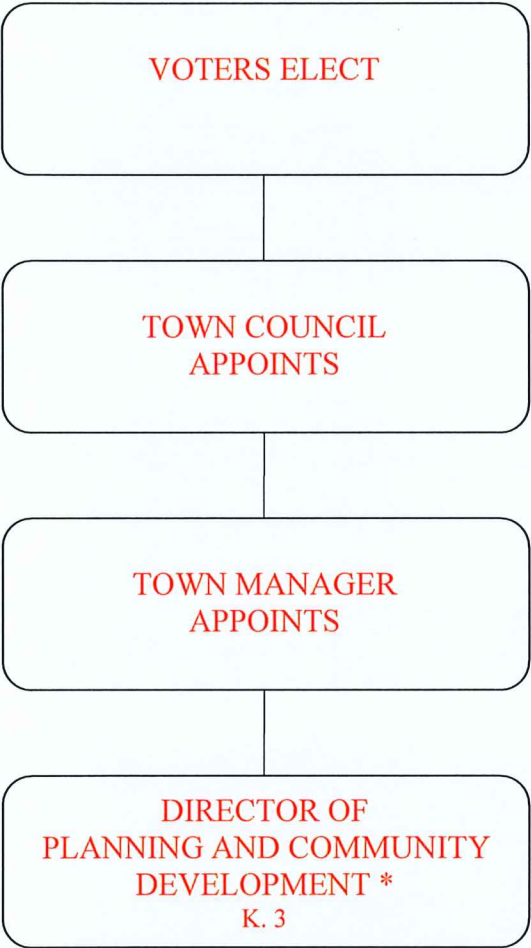 VOTERS ELECT
TOWN COUNCIL
APPOINTS
TOWN MANAGER
APPOINTS
DIRECTOR OF
PLANNING AND COMMUNITY
DEVELOPMENT *
K. 3